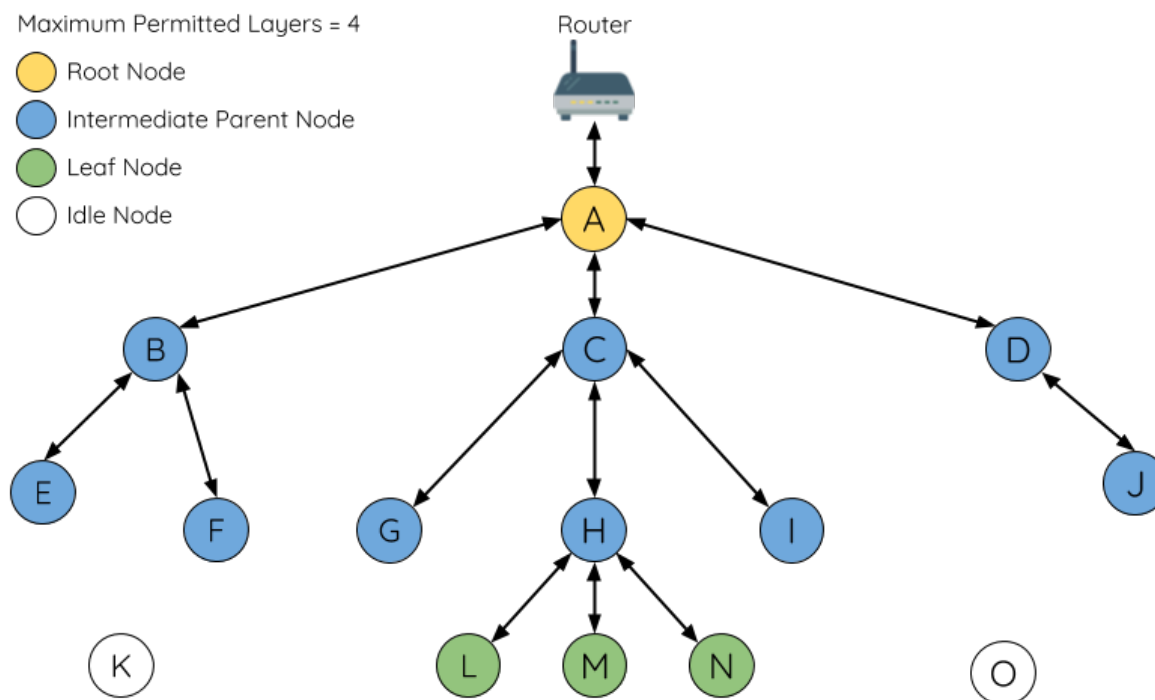 Maximum Permitted Layers = 4
Router
Root Node
Intermediate Parent Node
Leaf Node
Idle Node
A
B
C
D
E
F
G
H
I
J
K
L
M
N
O